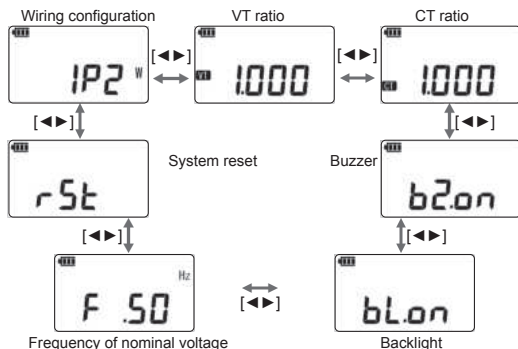 Wiring configuration
VT ratio
CT ratio
1P2 W
VT 1.000
CT 1.000
[◄►]
[◄►]
[◄►]
[◄►]
rSt
System reset
Buzzer
b2.on
[◄►]
[◄►]
Hz
F .50
[◄►]
bL.on
Frequency of nominal voltage
Backlight